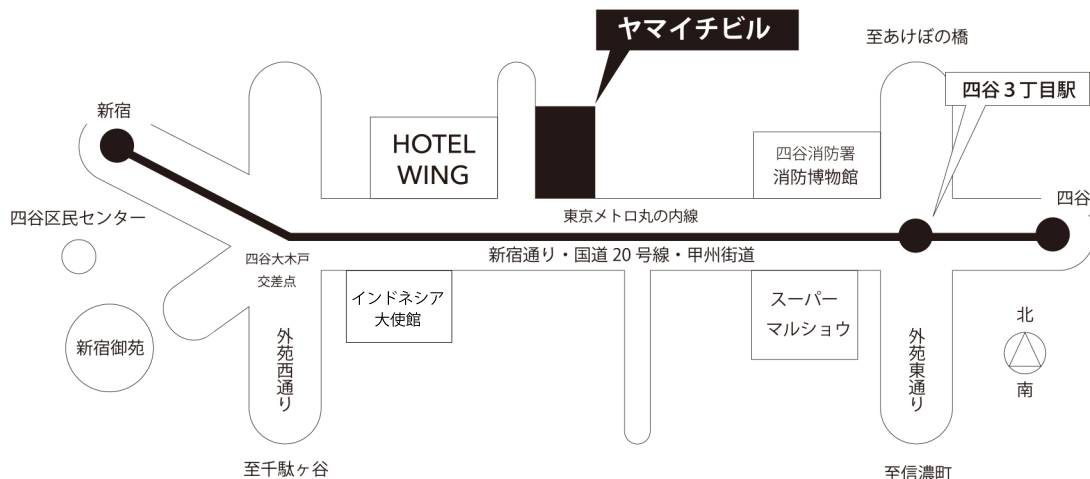 ヤマイチビル
至あけぼの橋
四谷3丁目駅
新宿
HOTEL
WING
四谷消防署
消防博物館
四谷
東京メトロ丸の内線
四谷区民センター
新宿通り・国道20号線・甲州街道
四谷大木戸
交差点
インドネシア
大使館
スーパー
マルショウ
新宿御苑
外苑西通り
外苑東通り
北
南
至千駄ヶ谷
至信濃町